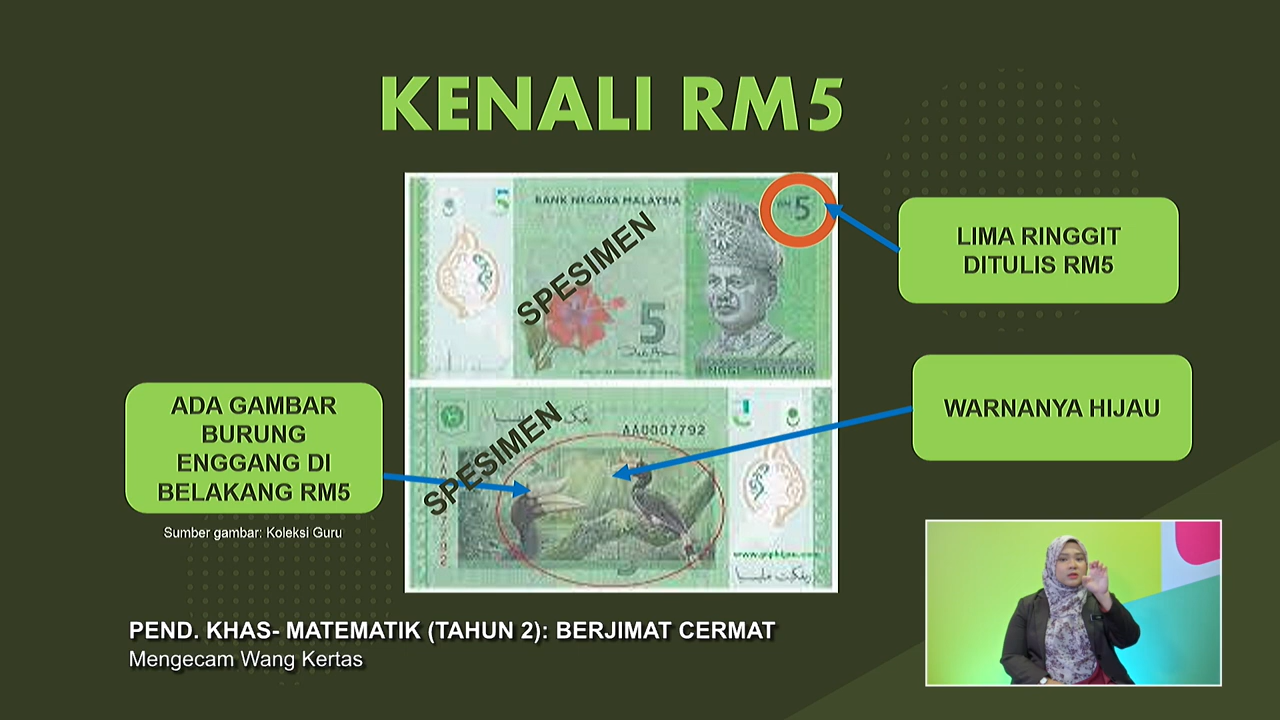 KENALI RM5
BANK NEGARA MALAYSIA
RM5
5
SPESIMEN
5
LIMA RINGGIT
DITULIS RM5
WARNANYA HIJAU
SPESIMEN
AA0007792
ADA GAMBAR
BURUNG
ENGGANG DI
BELAKANG RM5
Sumber gambar: Koleksi Guru
PEND. KHAS- MATEMATIK (TAHUN 2): BERJIMAT CERMAT
Mengecam Wang Kertas